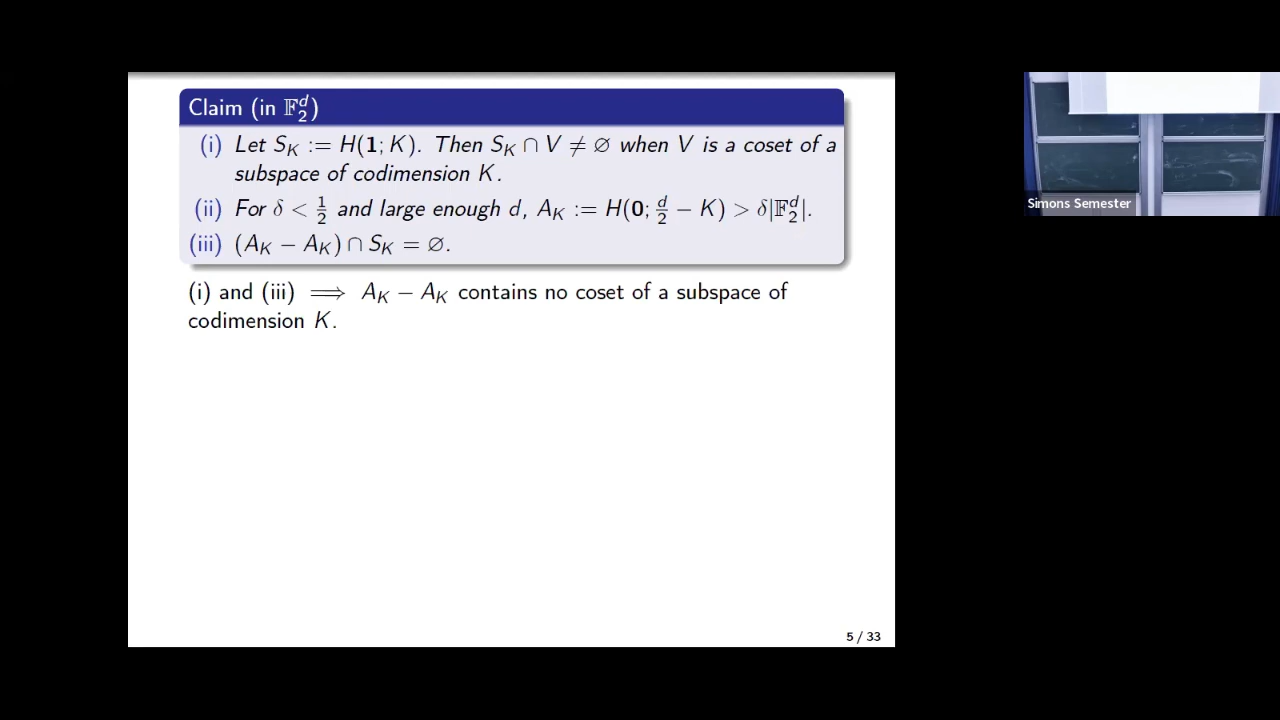 Claim (in 𝔽₂ᵈ)
(i) Let S_K := H(𝟏; K). Then S_K ∩ V ≠ ∅ when V is a coset of a
subspace of codimension K.
(ii) For δ < 1/2 and large enough d, A_K := H(𝟎; d/2 − K) > δ|𝔽₂ᵈ|.
(iii) (A_K − A_K) ∩ S_K = ∅.
(i) and (iii) ⟹ A_K − A_K contains no coset of a subspace of
codimension K.
5 / 33
Simons Semester